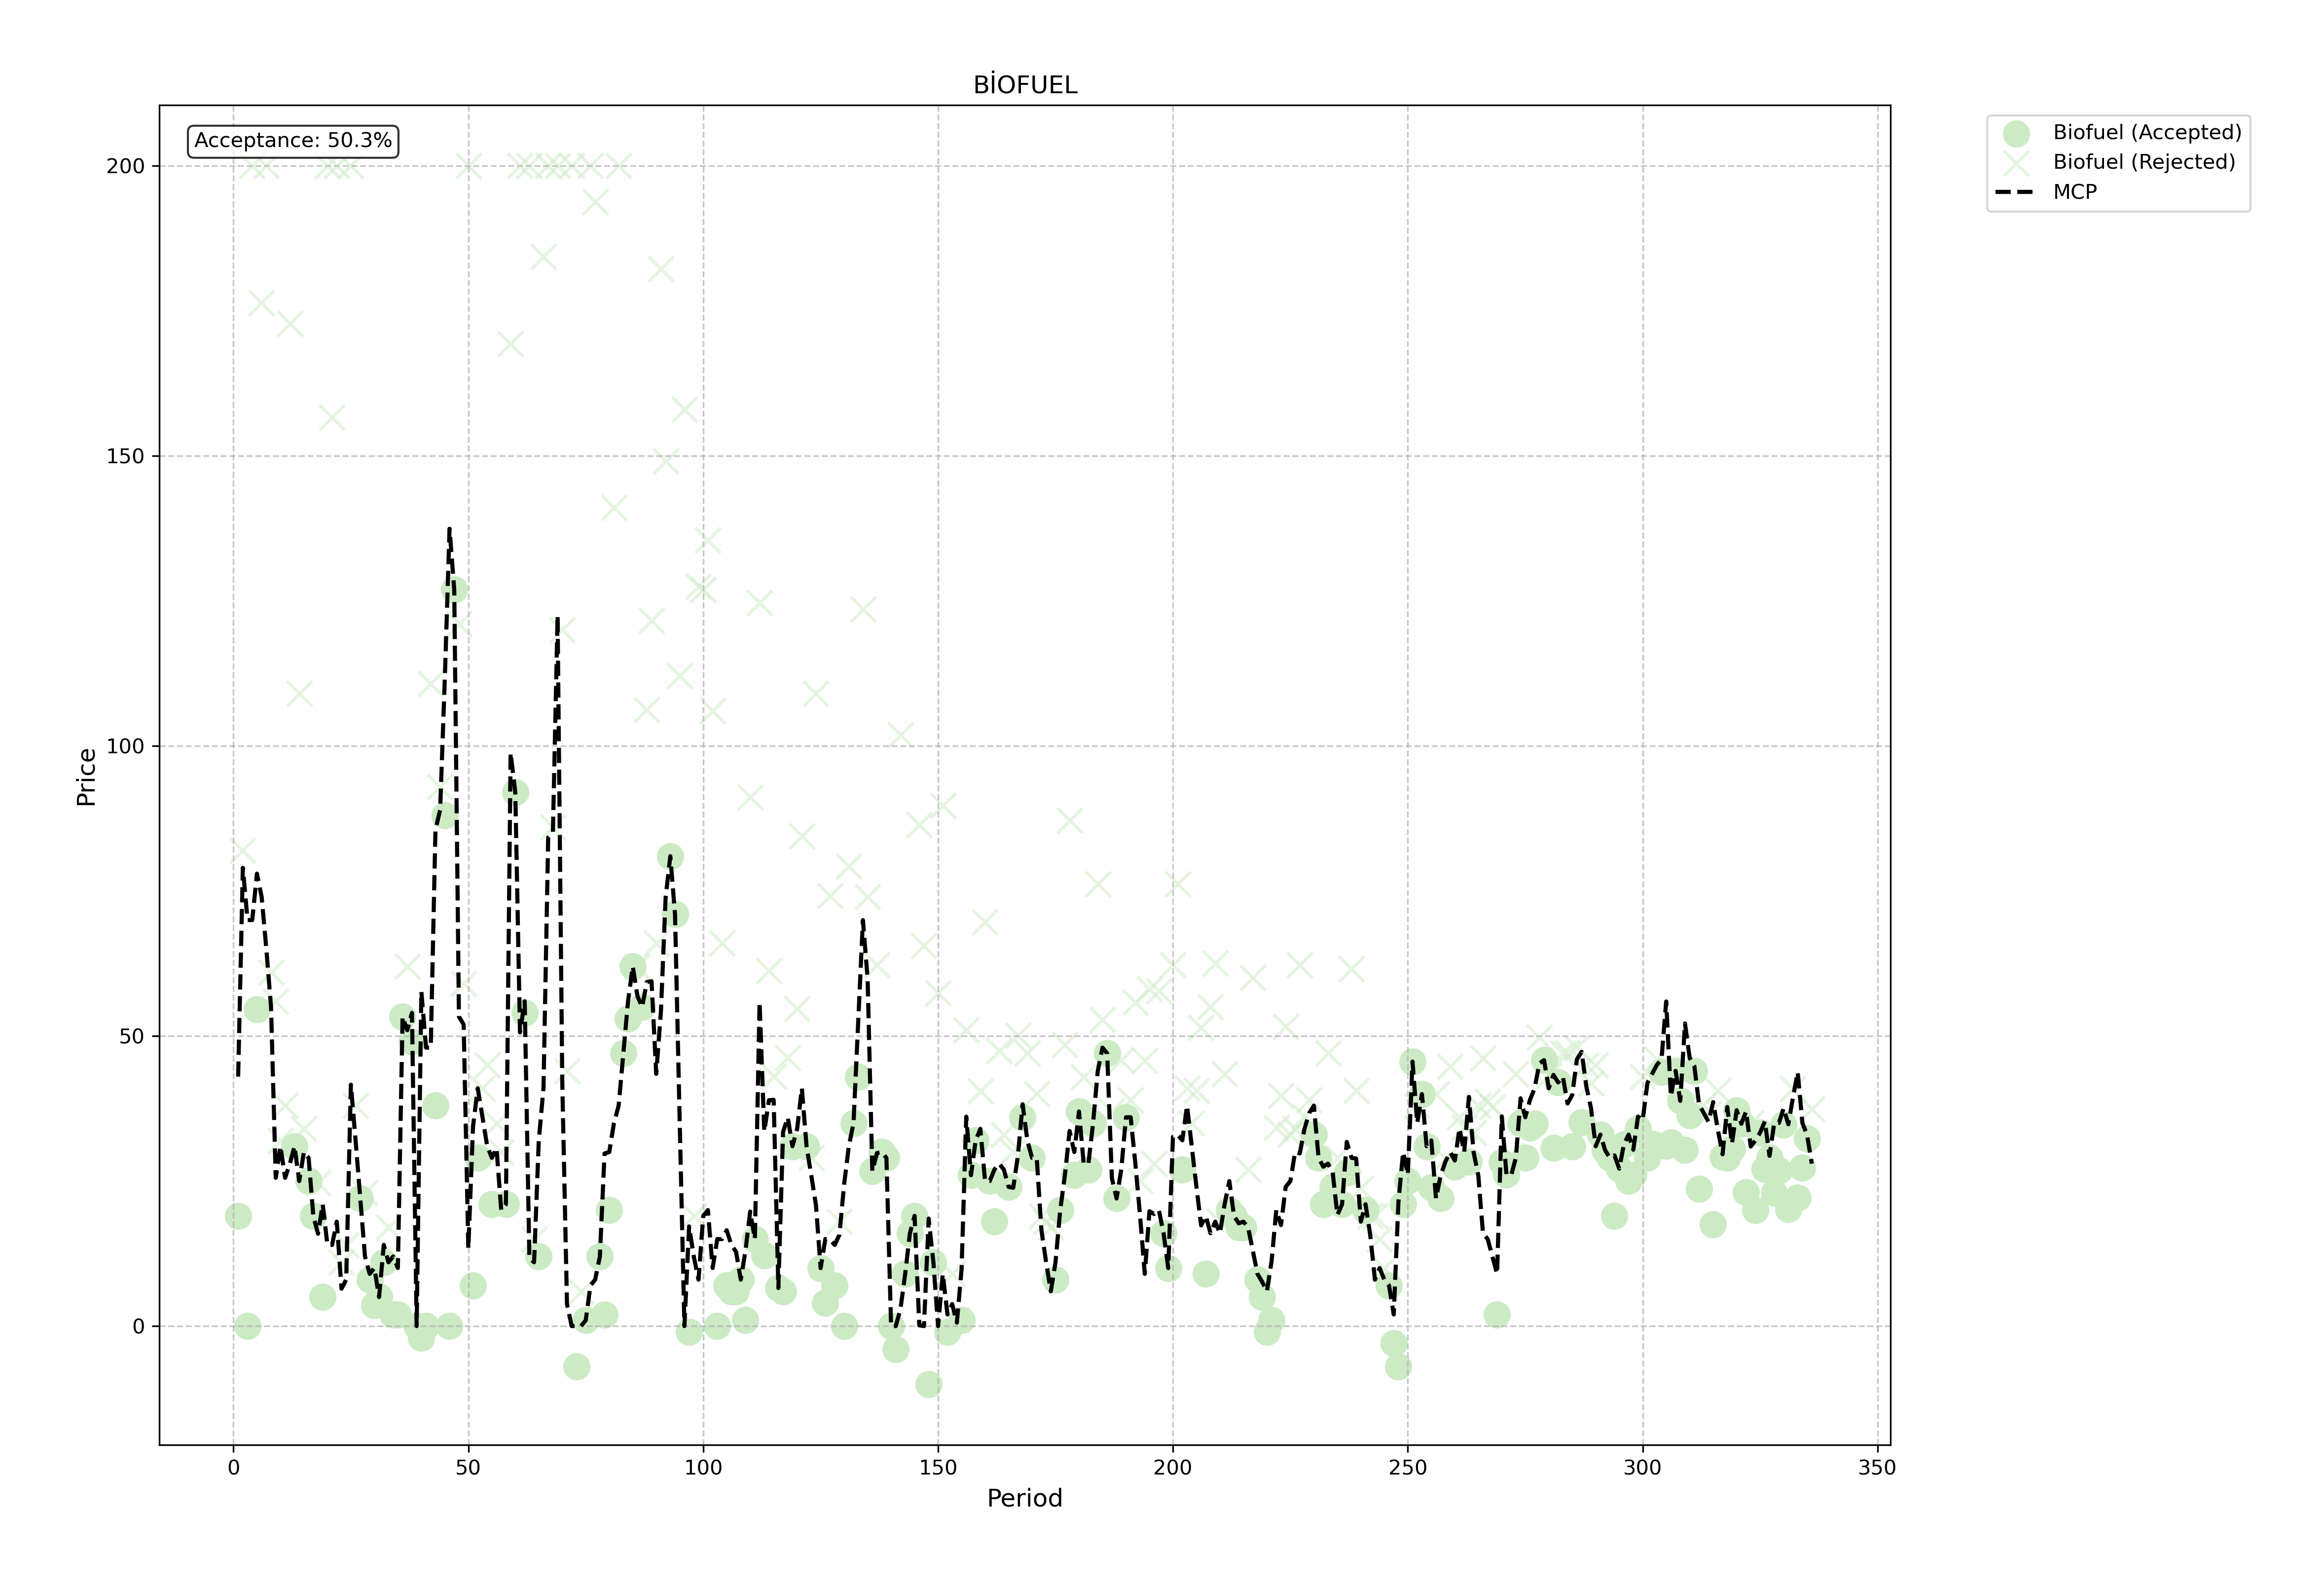 BİOFUEL
Acceptance: 50.3%
Biofuel (Accepted)
Biofuel (Rejected)
MCP
Price
200
150
100
50
0
0 50 100 150 200 250 300 350
Period